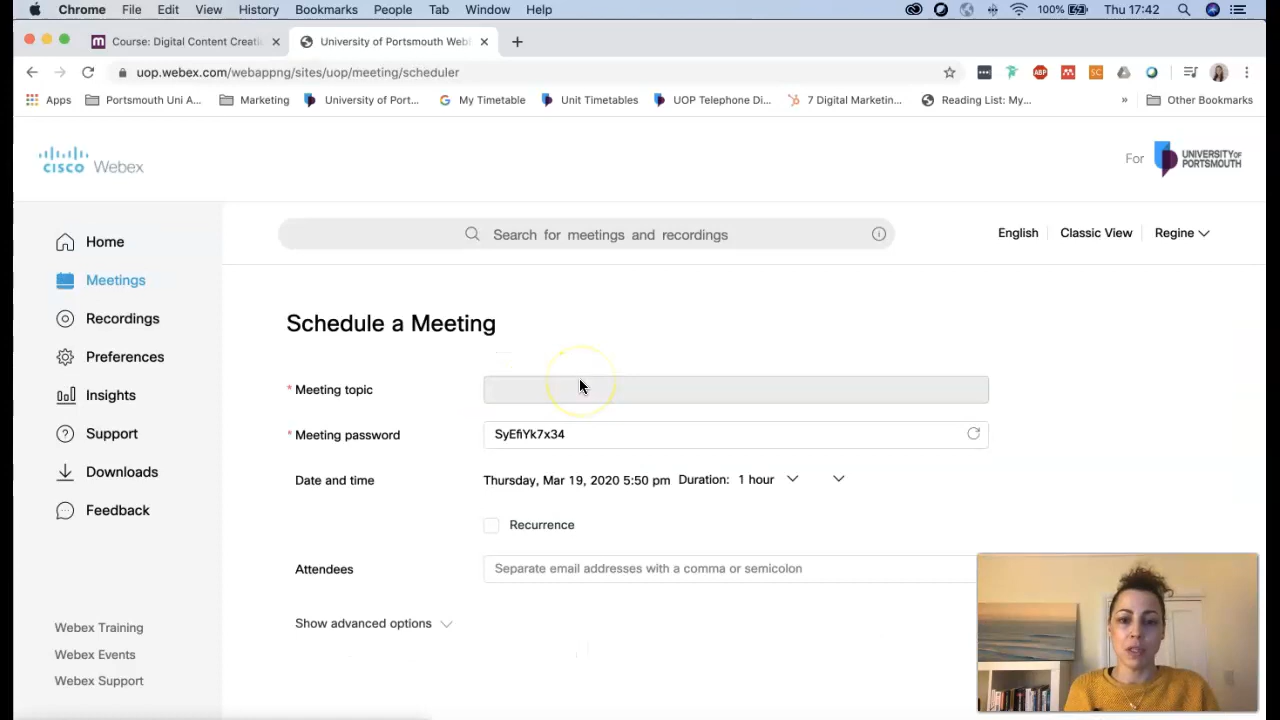 Chrome File Edit View History Bookmarks People Tab Window Help 100% Thu 17:42
Course: Digital Content Creati University of Portsmouth Web
uop.webex.com/webappng/sites/uop/meeting/scheduler
Apps Portsmouth Uni A... Marketing University of Port... My Timetable Unit Timetables UOP Telephone Di... 7 Digital Marketin... Reading List: My... » Other Bookmarks
CISCO Webex
For UNIVERSITY OF PORTSMOUTH
Search for meetings and recordings
English Classic View Regine
Home
Meetings
Recordings
Preferences
Insights
Support
Downloads
Feedback
Webex Training
Webex Events
Webex Support
Schedule a Meeting
* Meeting topic
* Meeting password SyEfiYk7x34
Date and time Thursday, Mar 19, 2020 5:50 pm Duration: 1 hour
Recurrence
Attendees Separate email addresses with a comma or semicolon
Show advanced options